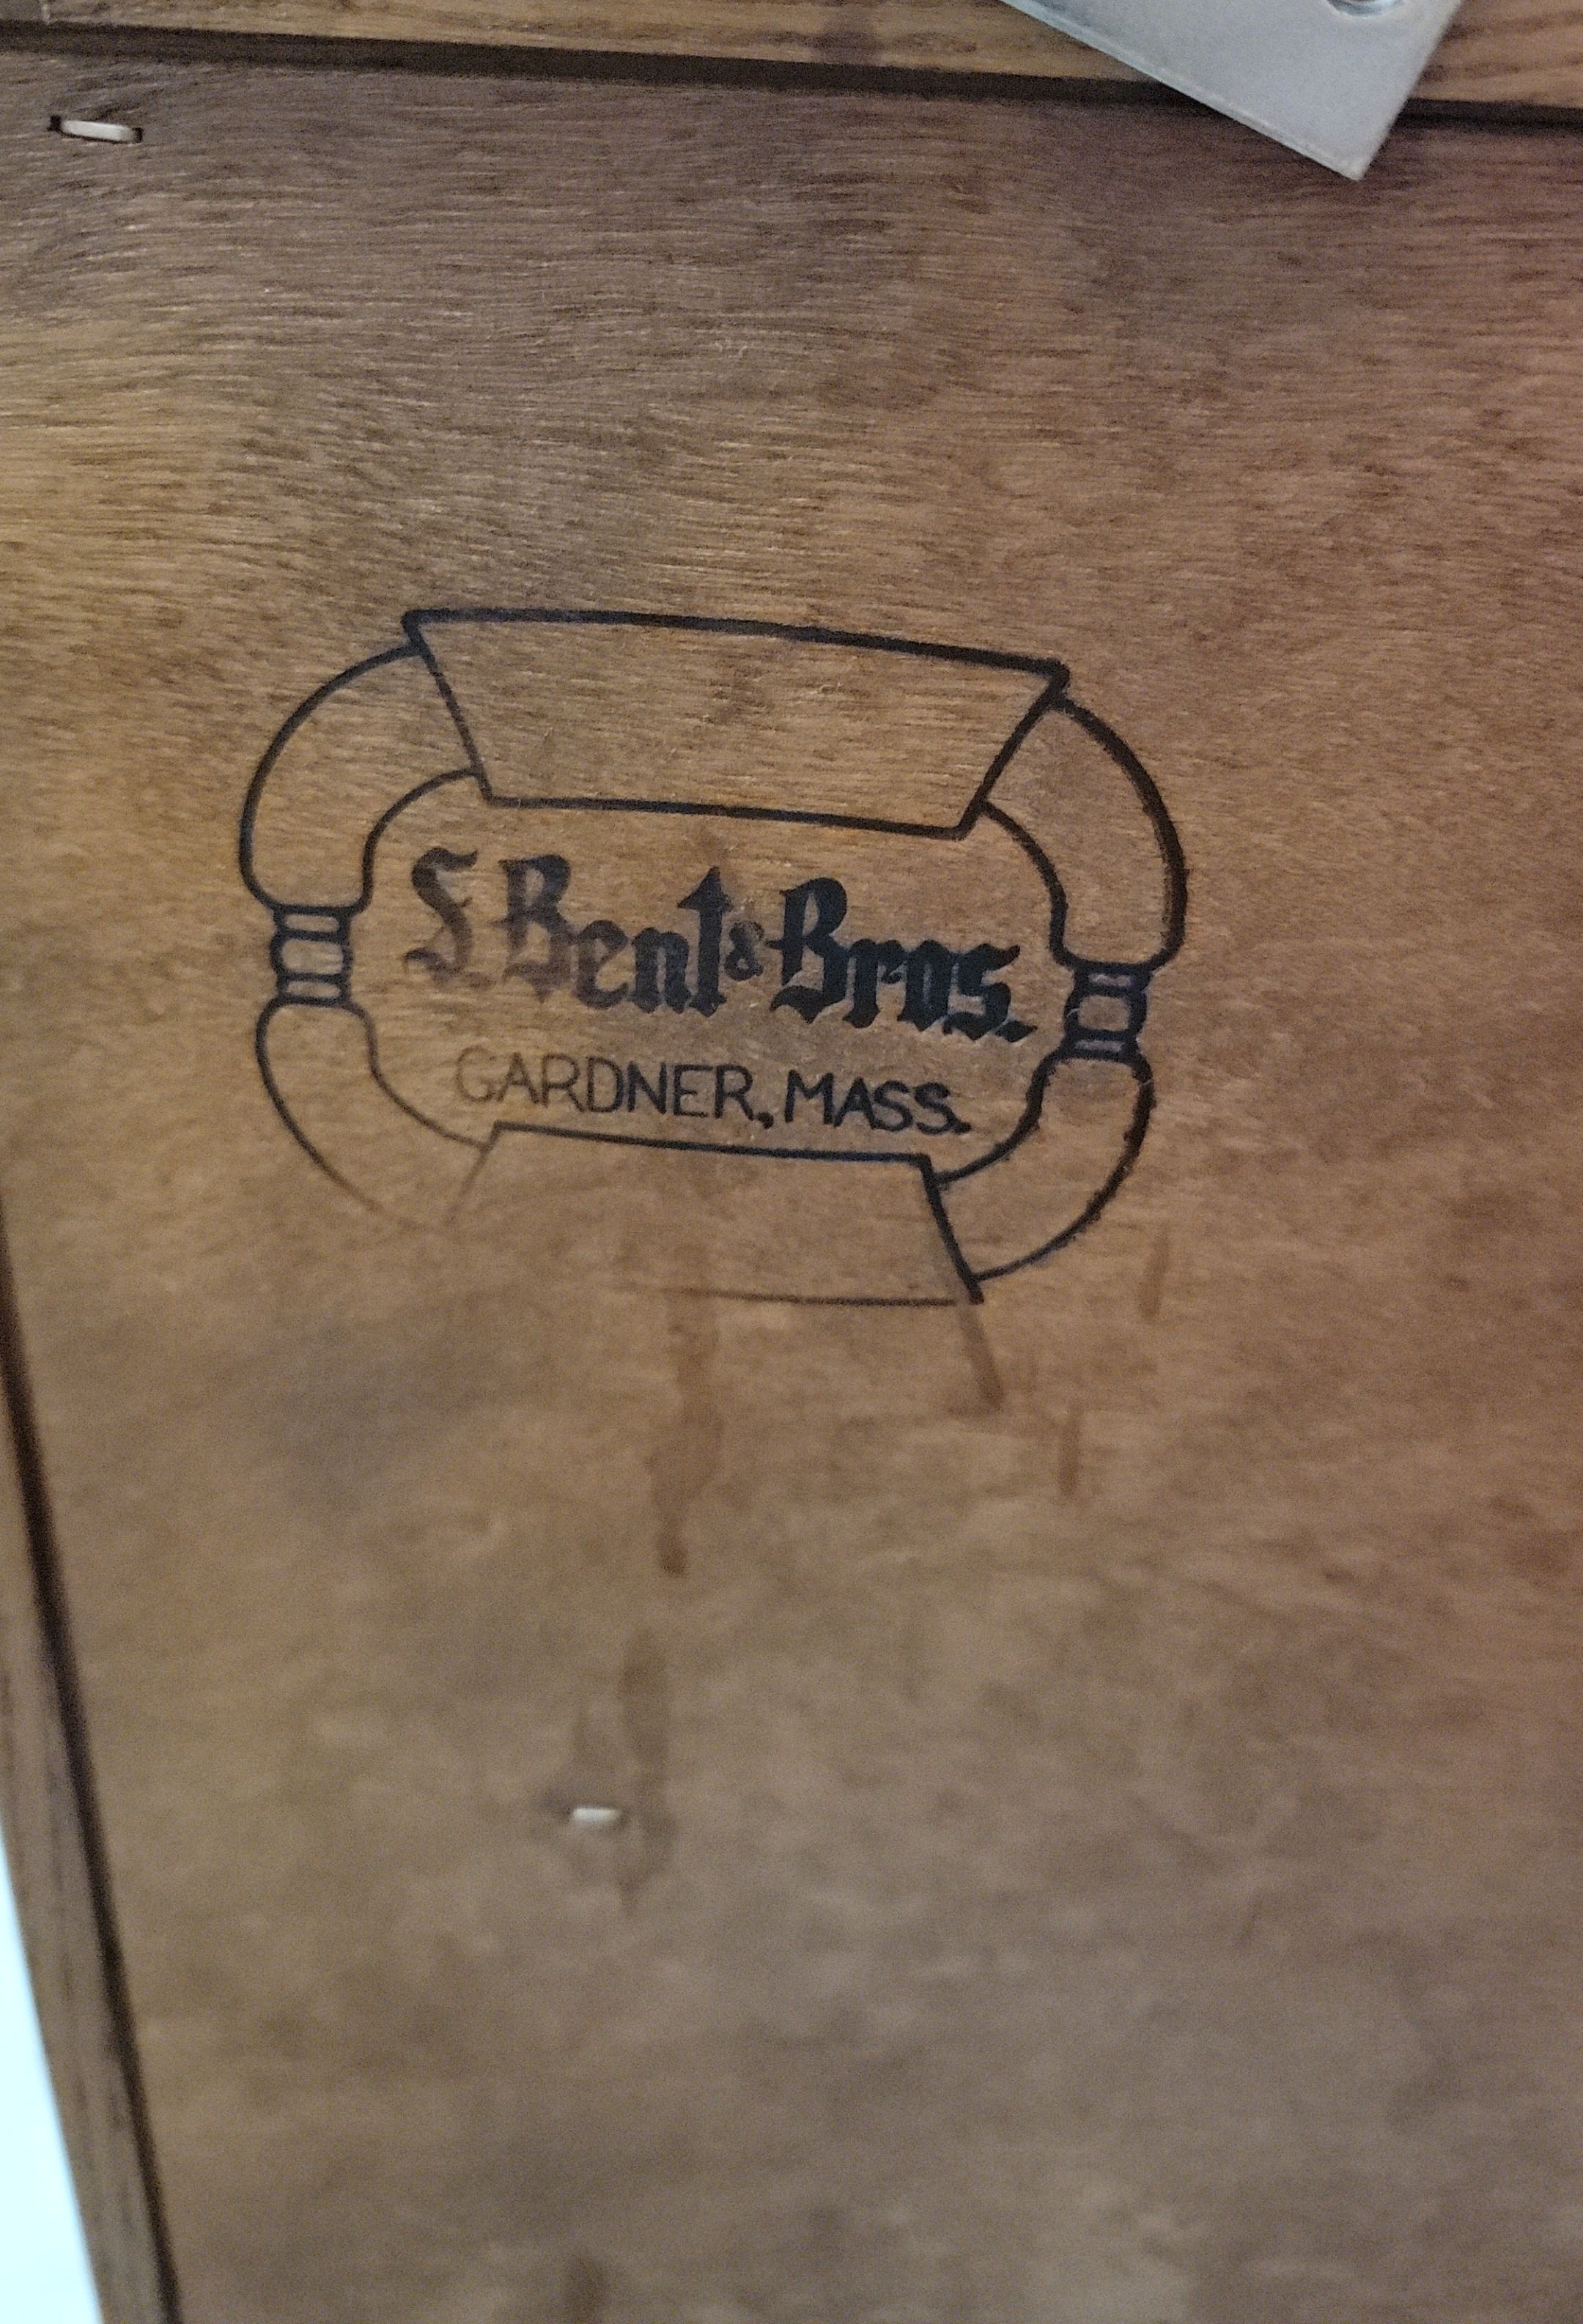 S. Bent & Bros.
GARDNER, MASS.